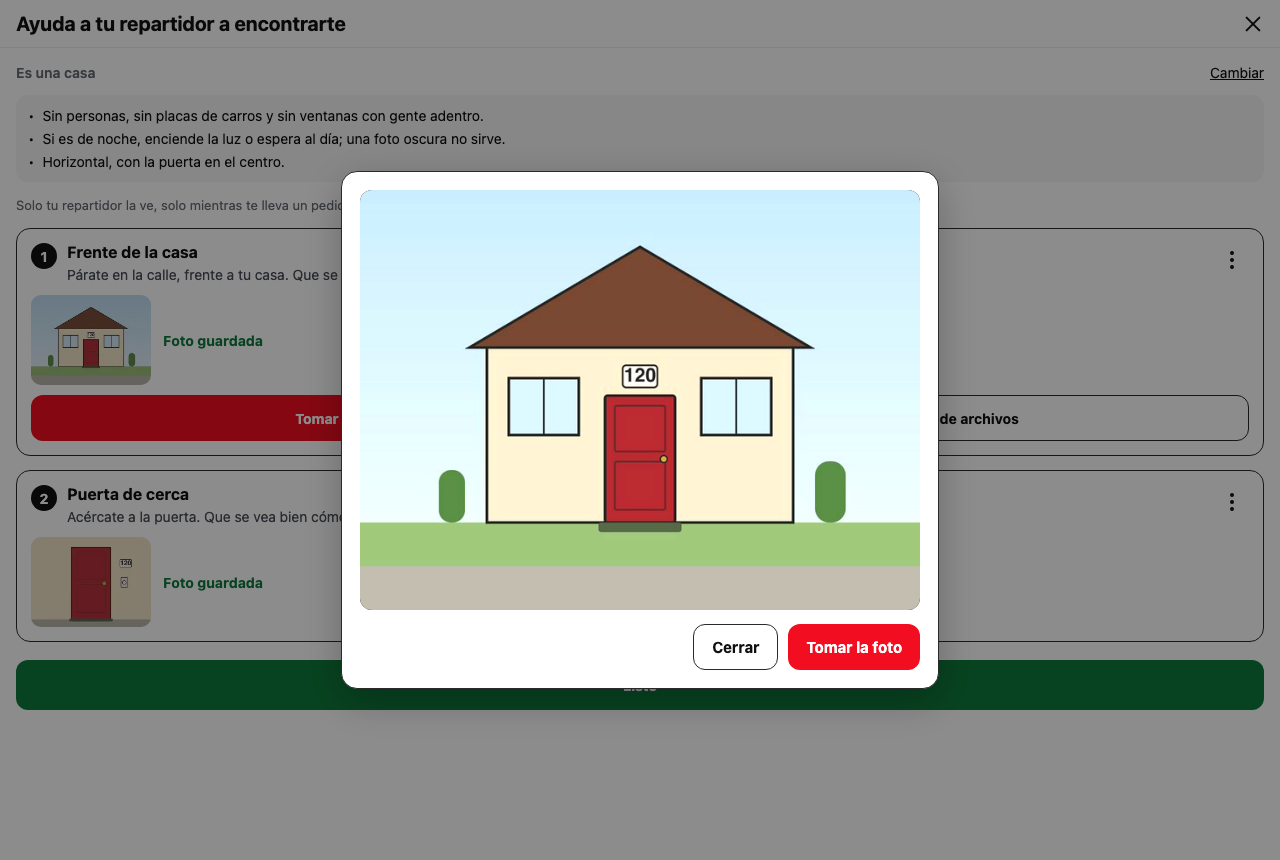 Ayuda a tu repartidor a encontrarte
Es una casa
Cambiar
• Sin personas, sin placas de carros y sin ventanas con gente adentro.
• Si es de noche, enciende la luz o espera al día; una foto oscura no sirve.
• Horizontal, con la puerta en el centro.
Solo tu repartidor la ve, solo mientras te lleva un
1
Frente de la casa
Párate en la calle, frente a tu casa. Que se
120
Foto guardada
Tomar
de archivos
2
Puerta de cerca
Acércate a la puerta. Que se vea bien
120
Foto guardada
120
Cerrar
Tomar la foto